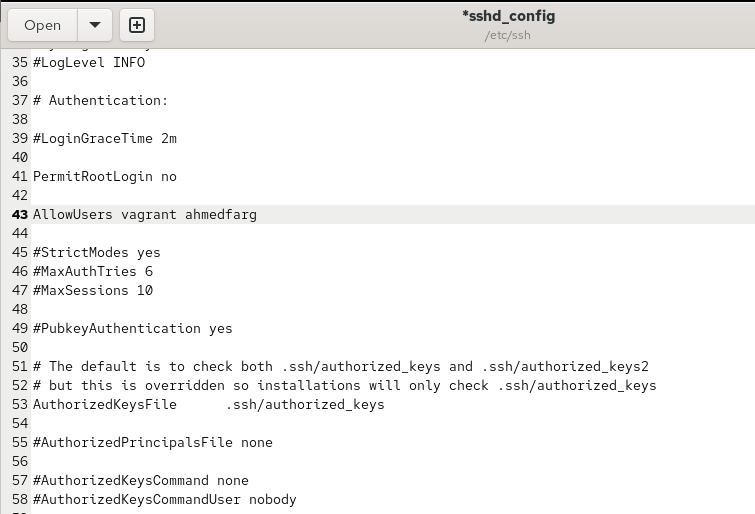 Open
*sshd_config
/etc/ssh
35 #LogLevel INFO
36
37 # Authentication:
38
39 #LoginGraceTime 2m
40
41 PermitRootLogin no
42
43 AllowUsers vagrant ahmedfarg
44
45 #StrictModes yes
46 #MaxAuthTries 6
47 #MaxSessions 10
48
49 #PubkeyAuthentication yes
50
51 # The default is to check both .ssh/authorized_keys and .ssh/authorized_keys2
52 # but this is overridden so installations will only check .ssh/authorized_keys
53 AuthorizedKeysFile      .ssh/authorized_keys
54
55 #AuthorizedPrincipalsFile none
56
57 #AuthorizedKeysCommand none
58 #AuthorizedKeysCommandUser nobody